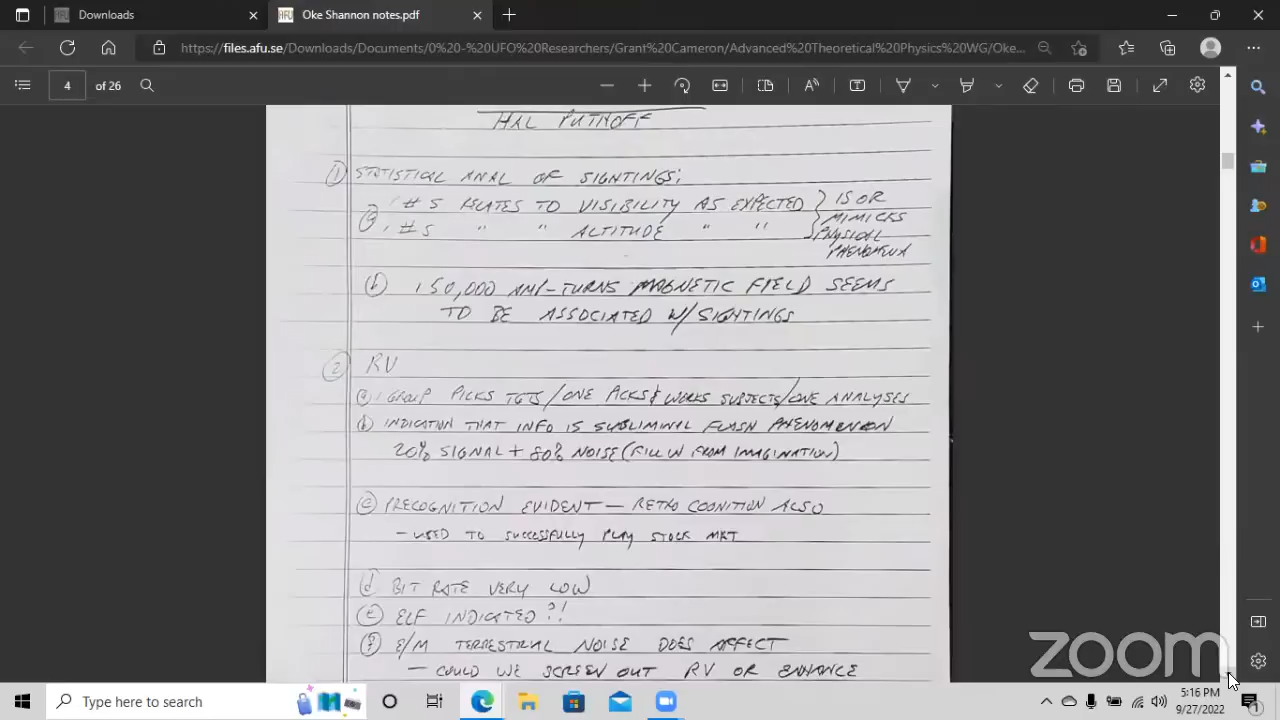 Downloads
Oke Shannon notes.pdf
https://files.afu.se/Downloads/Documents/0%20-%20UFO%20Researchers/Grant%20Cameron/Advanced%20Theoretical%20Physics%20WG/Oke...
4 of 26
HAL PUTHOFF
① STATISTICAL ANAL OF SIGHTINGS;
ⓐ #S RELATES TO VISIBILITY AS EXPECTED } IS OR
MIMICKS
#S " " ALTITUDE " " PHYSICAL
PHENOMENA
ⓑ 150,000 AMP-TURNS MAGNETIC FIELD SEEMS
TO BE ASSOCIATED W/ SIGHTINGS
② RV
ⓐ GROUP PICKS TGTS/ONE PICKS & WORKS SUBJECTS/ONE ANALYSES
ⓑ INDICATION THAT INFO IS SUBLIMINAL FLASH PHENOMENON
20% SIGNAL + 80% NOISE (FILL IN FROM IMAGINATION)
ⓒ PRECOGNITION EVIDENT — RETRO COGNITION ALSO
- USED TO SUCCESSFULLY PLAY STOCK MKT
ⓓ BIT RATE VERY LOW
ⓔ ELF INDICATED?!
ⓕ E/M TERRESTRIAL NOISE DOES AFFECT
- COULD WE SCREEN OUT RV OR ENHANCE
zoom
Type here to search
5:16 PM
9/27/2022
1